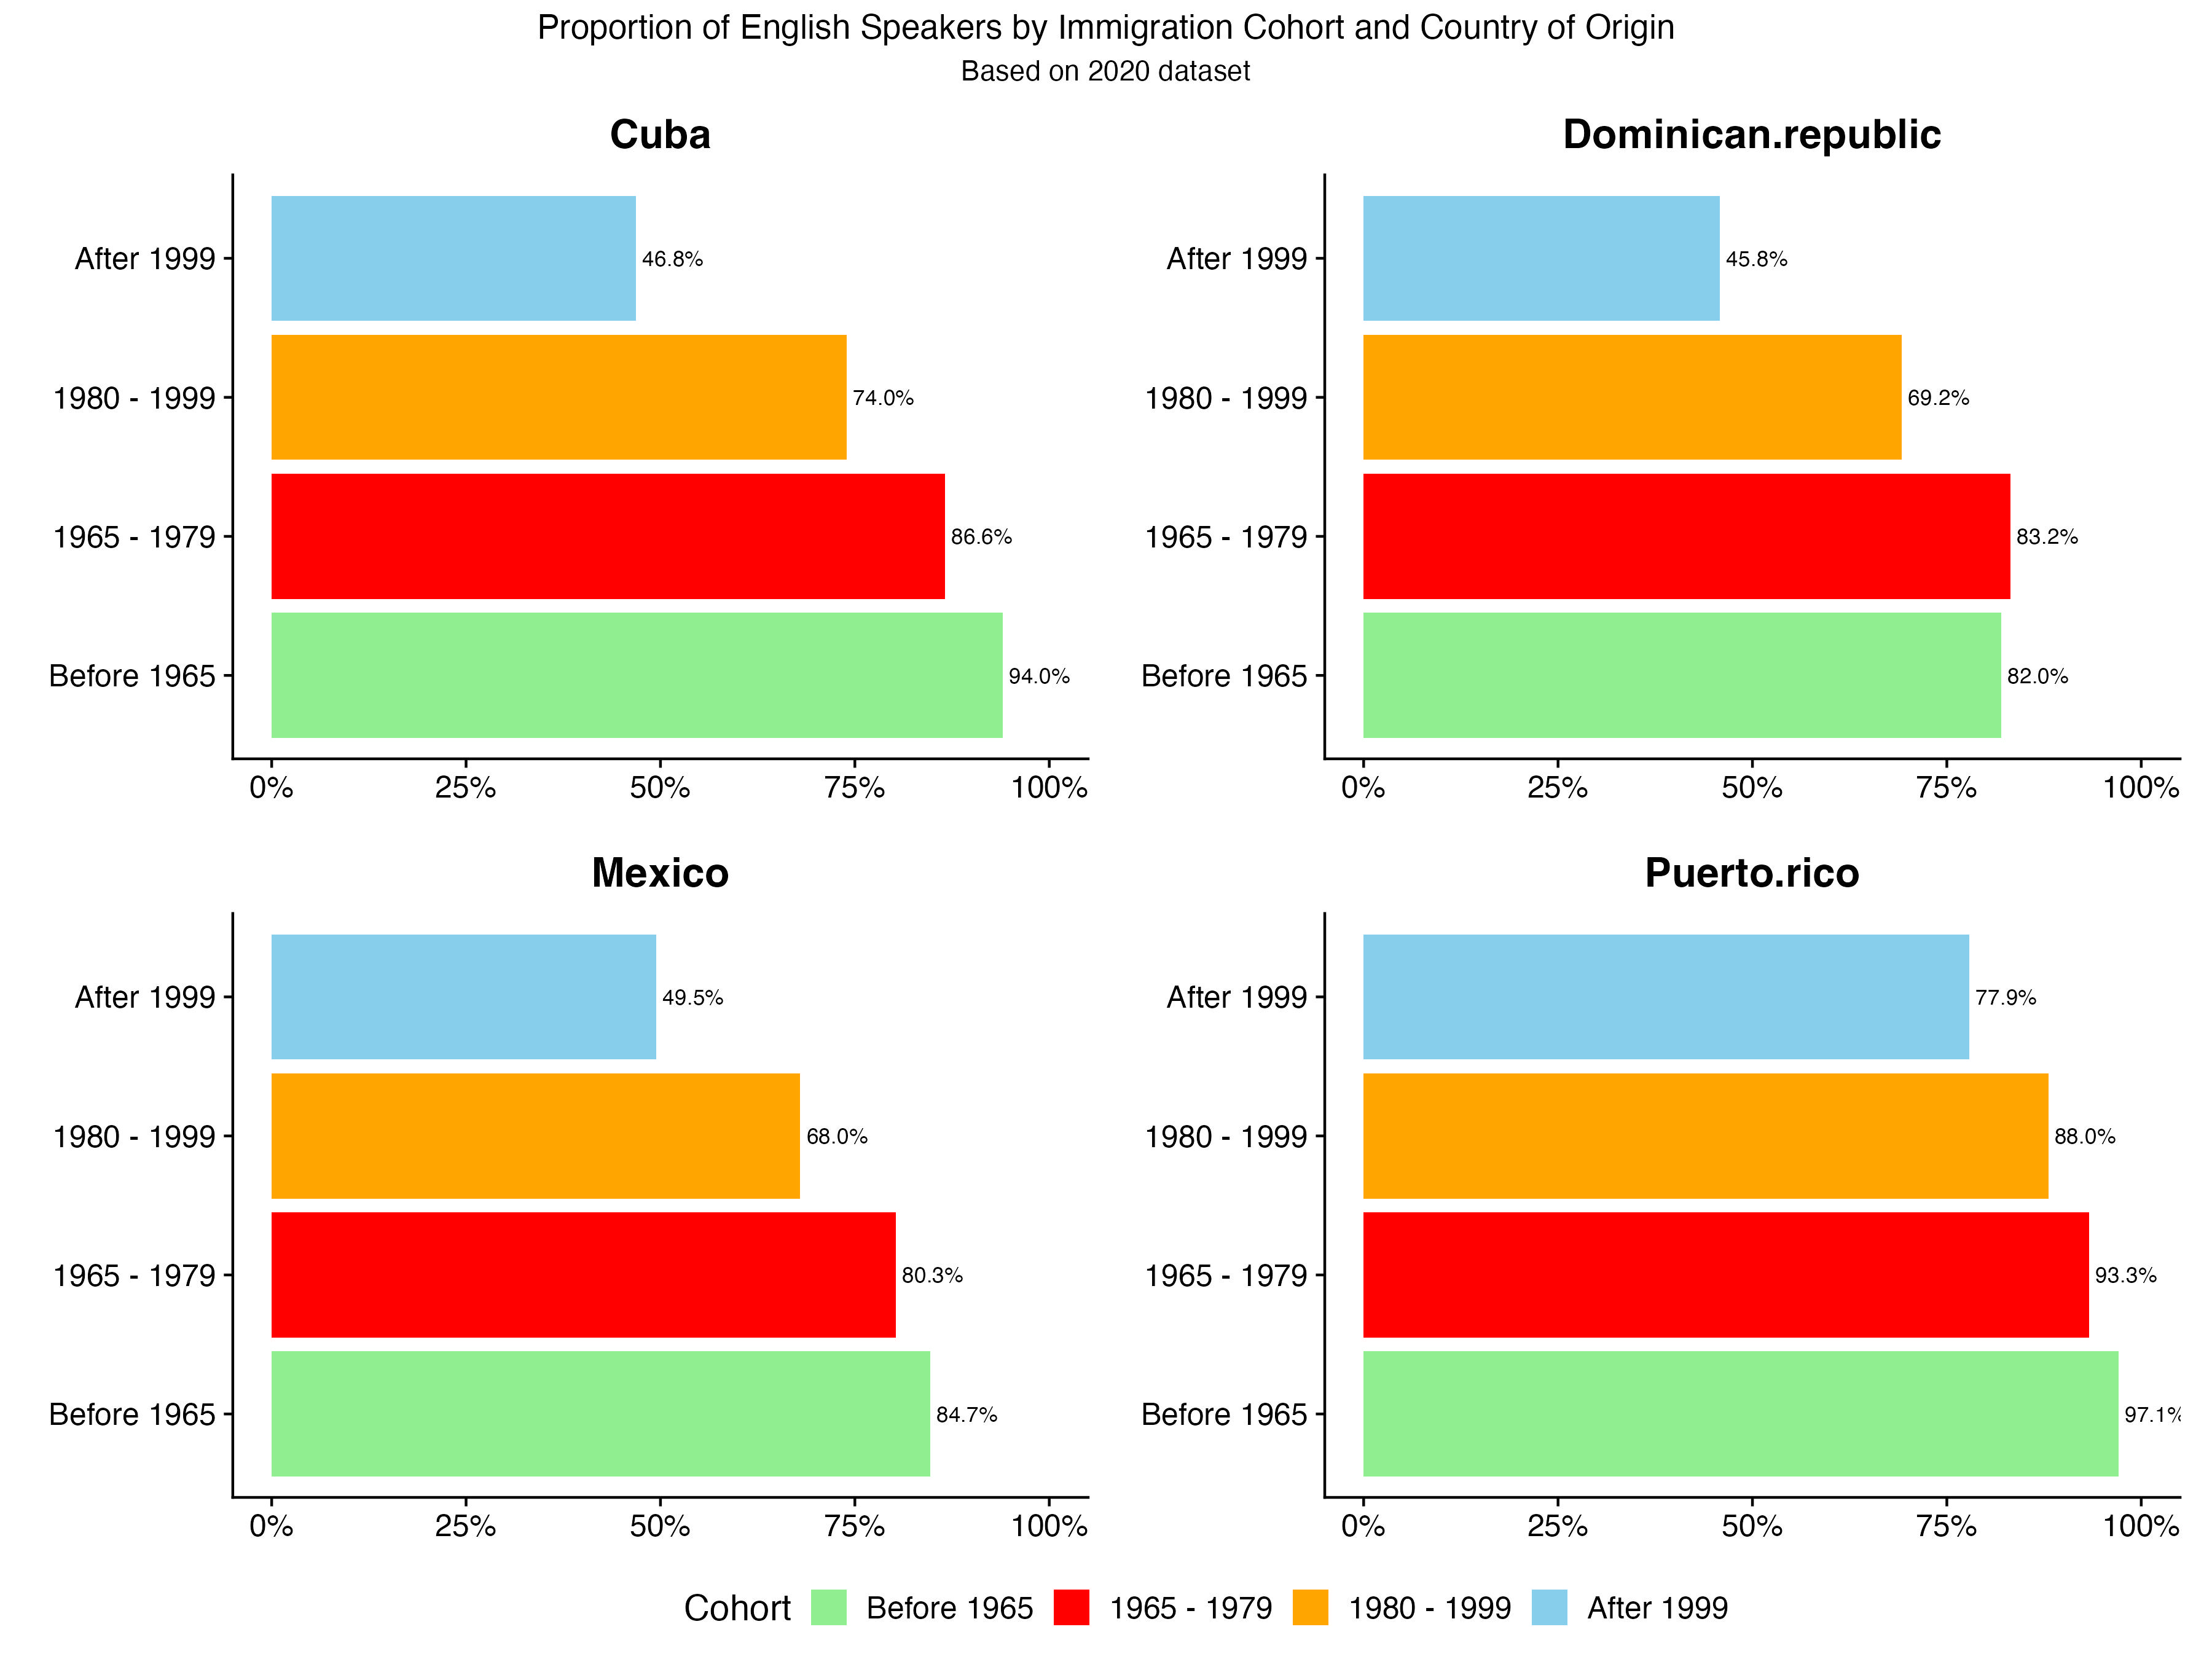 Proportion of English Speakers by Immigration Cohort and Country of Origin
Based on 2020 dataset
Cuba
After 1999
46.8%
1980 - 1999
74.0%
1965 - 1979
86.6%
Before 1965
94.0%
0% 25% 50% 75% 100%
Dominican.republic
After 1999
45.8%
1980 - 1999
69.2%
1965 - 1979
83.2%
Before 1965
82.0%
0% 25% 50% 75% 100%
Mexico
After 1999
49.5%
1980 - 1999
68.0%
1965 - 1979
80.3%
Before 1965
84.7%
0% 25% 50% 75% 100%
Puerto.rico
After 1999
77.9%
1980 - 1999
88.0%
1965 - 1979
93.3%
Before 1965
97.1%
0% 25% 50% 75% 100%
Cohort Before 1965 1965 - 1979 1980 - 1999 After 1999